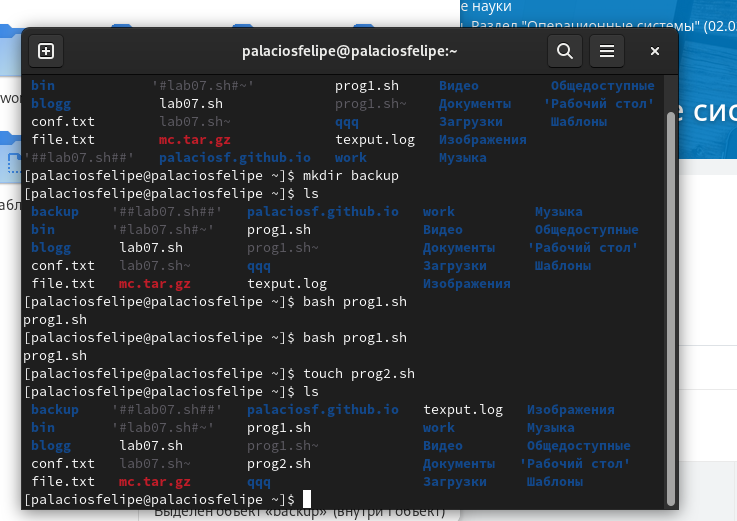 е науки
Раздел "Операционные системы" (02.0
palaciosfelipe@palaciosfelipe:~
bin '#lab07.sh#~' prog1.sh Видео Общедоступные
blogg lab07.sh prog1.sh~ Документы 'Рабочий стол'
conf.txt lab07.sh~ qqq Загрузки Шаблоны
file.txt mc.tar.gz texput.log Изображения
'##lab07.sh##' palaciosf.github.io work Музыка
[palaciosfelipe@palaciosfelipe ~]$ mkdir backup
[palaciosfelipe@palaciosfelipe ~]$ ls
backup '##lab07.sh##' palaciosf.github.io work Музыка
bin '#lab07.sh#~' prog1.sh Видео Общедоступные
blogg lab07.sh prog1.sh~ Документы 'Рабочий стол'
conf.txt lab07.sh~ qqq Загрузки Шаблоны
file.txt mc.tar.gz texput.log Изображения
[palaciosfelipe@palaciosfelipe ~]$ bash prog1.sh
prog1.sh
[palaciosfelipe@palaciosfelipe ~]$ bash prog1.sh
prog1.sh
[palaciosfelipe@palaciosfelipe ~]$ touch prog2.sh
[palaciosfelipe@palaciosfelipe ~]$ ls
backup '##lab07.sh##' palaciosf.github.io texput.log Изображения
bin '#lab07.sh#~' prog1.sh work Музыка
blogg lab07.sh prog1.sh~ Видео Общедоступные
conf.txt lab07.sh~ prog2.sh Документы 'Рабочий стол'
file.txt mc.tar.gz qqq Загрузки Шаблоны
[palaciosfelipe@palaciosfelipe ~]$
wor
е сис
абл
Выделен объект «backup» (внутри 1 объект)